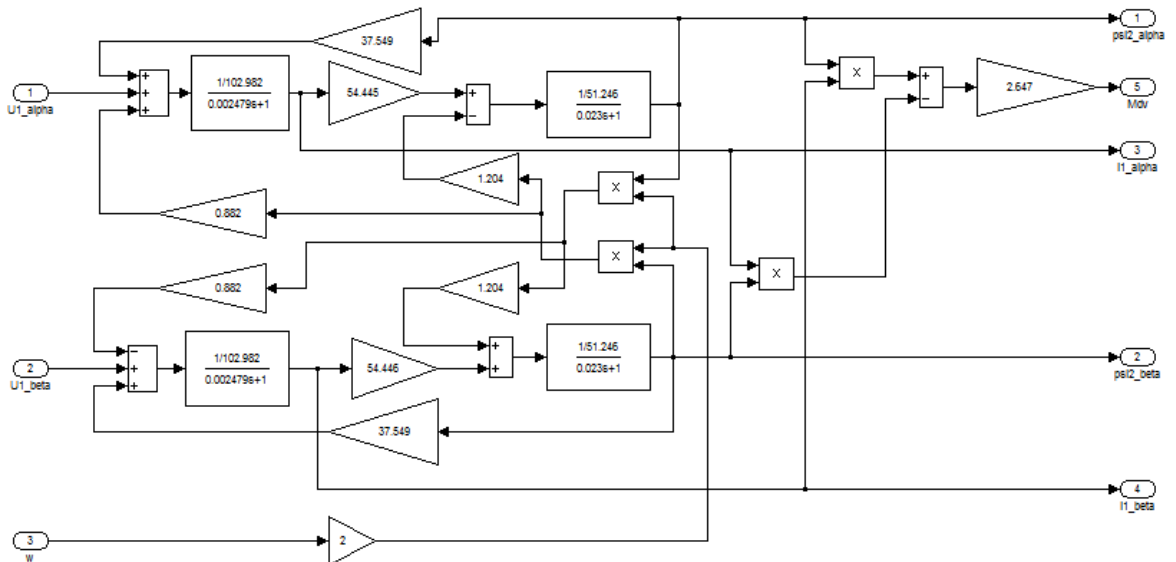 37.549
1
psi2_alpha
1
U1_alpha
+
+
+
1/102.982
0.002479s+1
54.445
+
−
1/51.246
0.023s+1
X
+
−
2.647
5
Mdv
3
I1_alpha
1.204
X
0.882
X
X
0.882
1.204
2
U1_beta
−
+
+
1/102.982
0.002479s+1
54.446
+
+
1/51.246
0.023s+1
2
psi2_beta
37.549
4
I1_beta
3
w
2